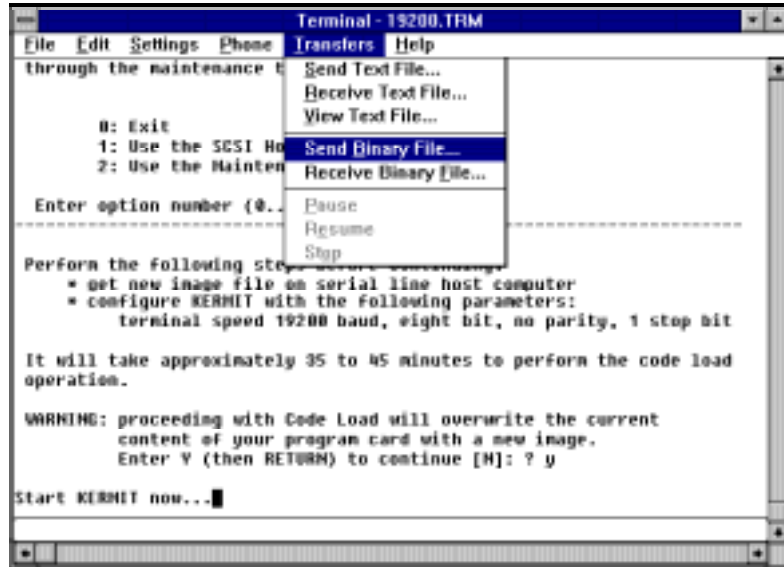 Terminal - 19200.TRM
File Edit Settings Phone Transfers Help
Send Text File...
Receive Text File...
View Text File...
Send Binary File...
Receive Binary File...
Pause
Resume
Stop
through the maintenance t
0: Exit
1: Use the SCSI Ho
2: Use the Mainten
Enter option number (0..
Perform the following steps before continuing:
* get new image file on serial line host computer
* configure KERMIT with the following parameters:
terminal speed 19200 baud, eight bit, no parity, 1 stop bit
It will take approximately 35 to 45 minutes to perform the code load
operation.
WARNING: proceeding with Code Load will overwrite the current
content of your program card with a new image.
Enter Y (then RETURN) to continue [N]: ? y
Start KERMIT now...